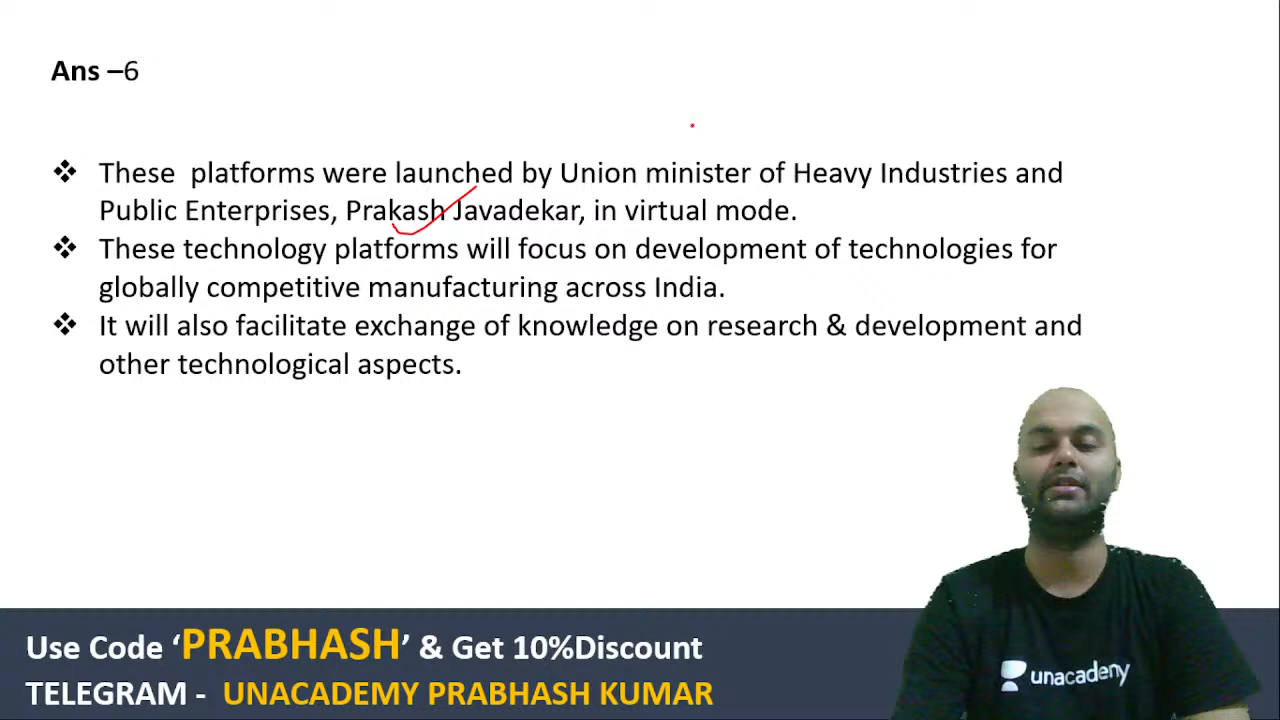 Ans –6
❖ These  platforms were launched by Union minister of Heavy Industries and
Public Enterprises, Prakash Javadekar, in virtual mode.
❖ These technology platforms will focus on development of technologies for
globally competitive manufacturing across India.
❖ It will also facilitate exchange of knowledge on research & development and
other technological aspects.
unacademy
Use Code ‘PRABHASH’ & Get 10%Discount
TELEGRAM -  UNACADEMY PRABHASH KUMAR